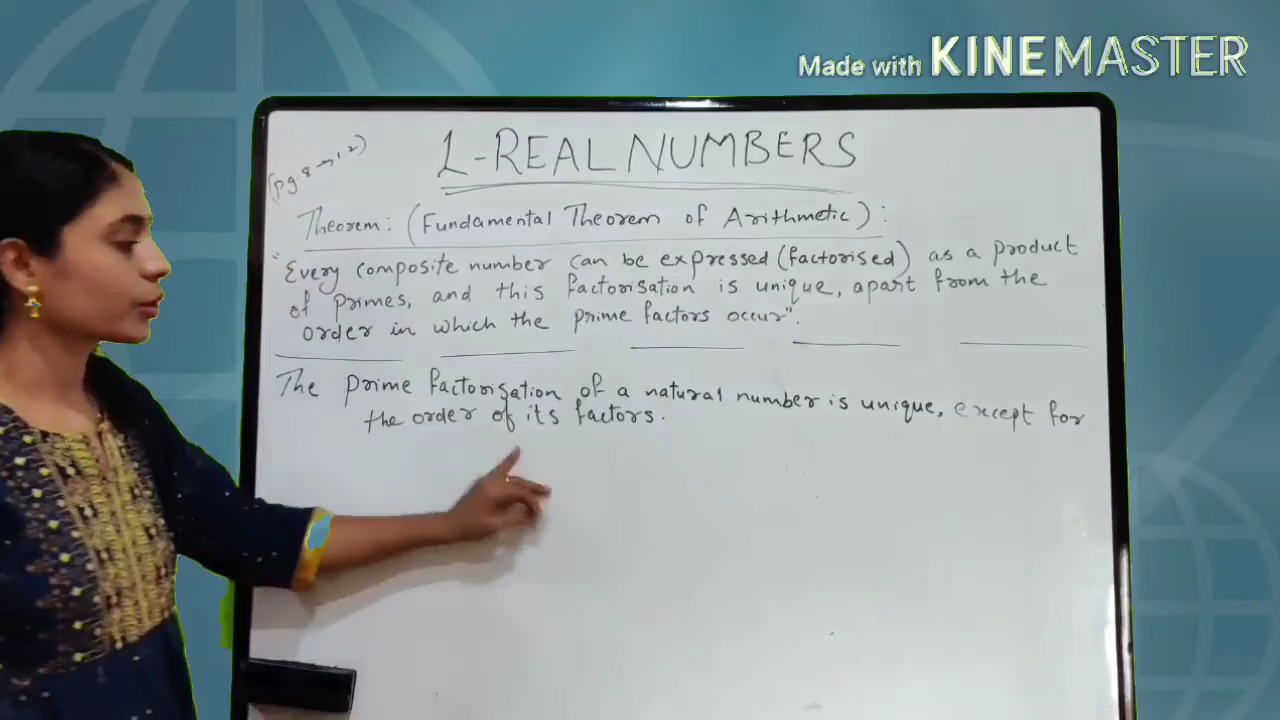 Made with KINEMASTER
1-REAL NUMBERS
(pg.8 → 1.2)
Theorem: (Fundamental Theorem of Arithmetic) :
"Every composite number can be expressed (factorised) as a product
of primes, and this factorisation is unique, apart from the
order in which the prime factors occur".
The prime factorisation of a natural number is unique, except for
the order of its factors.